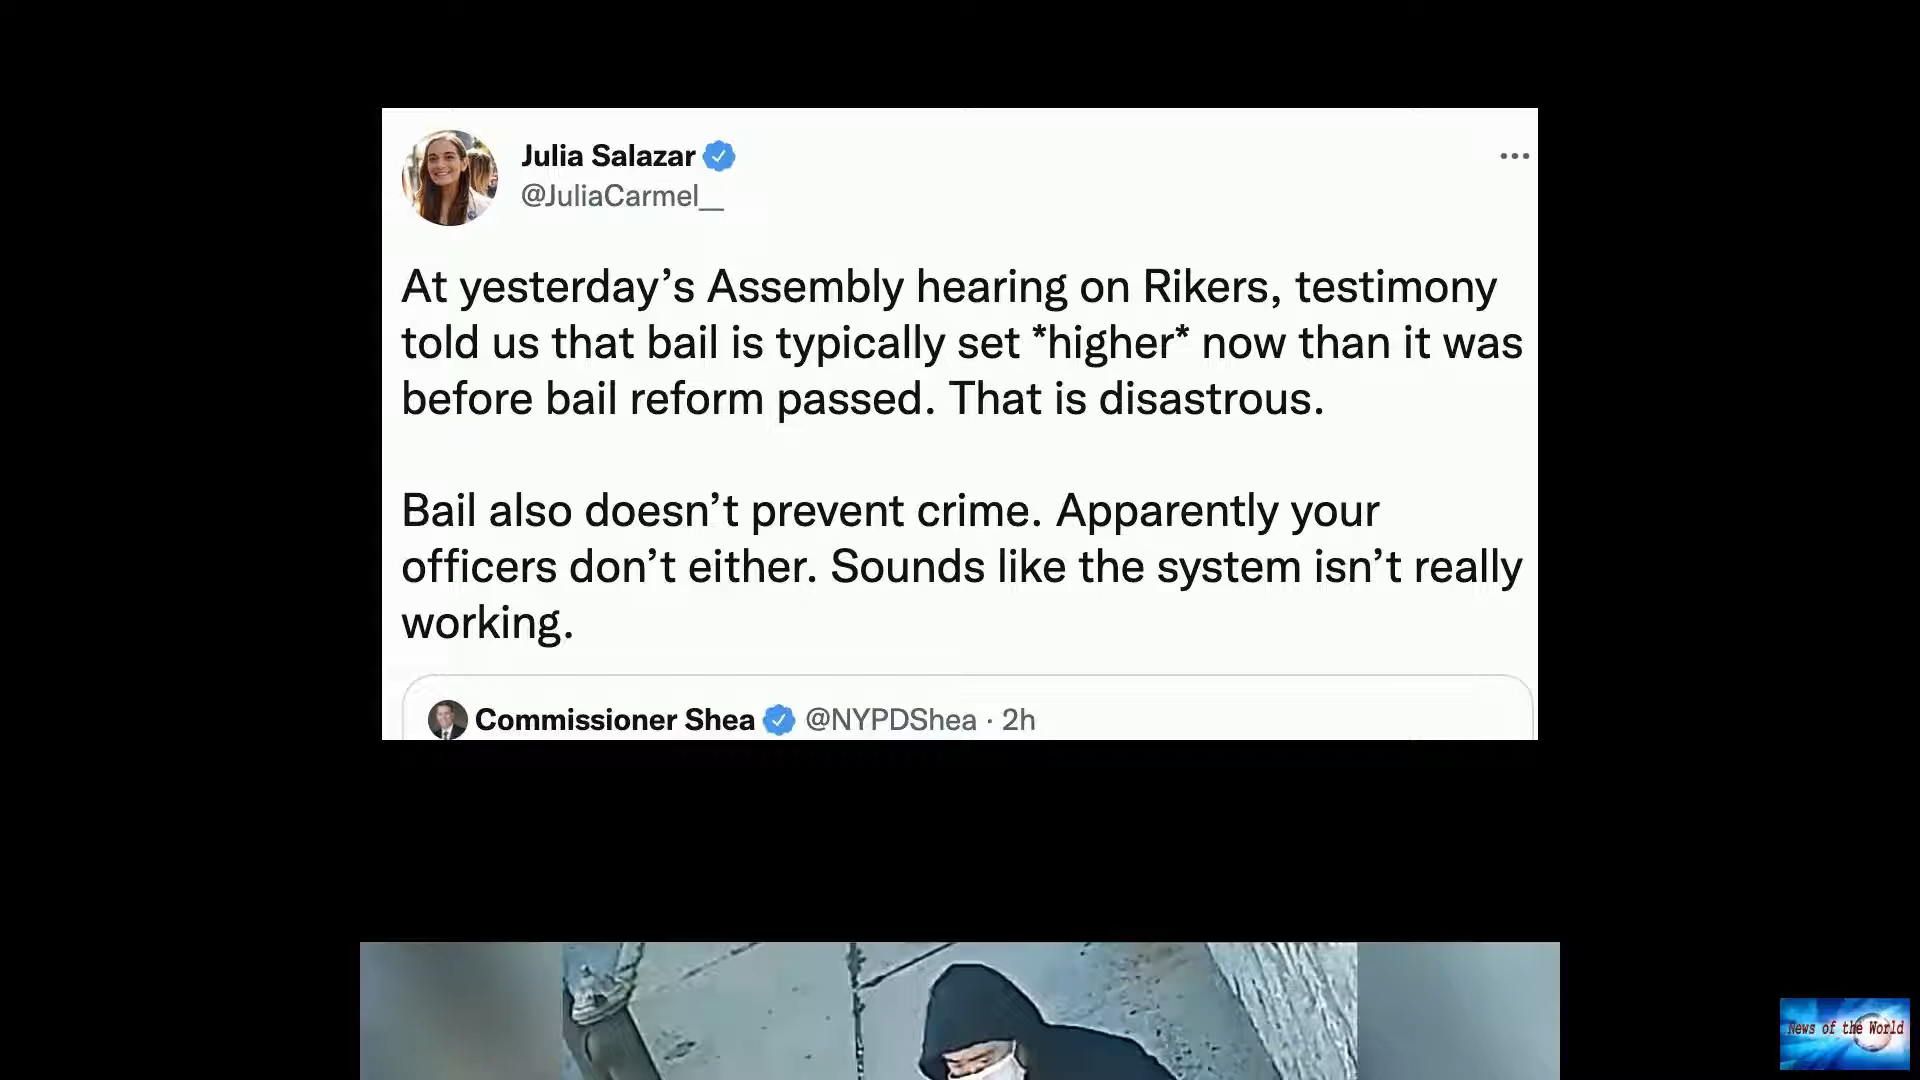 Julia Salazar
@JuliaCarmel__
At yesterday’s Assembly hearing on Rikers, testimony
told us that bail is typically set *higher* now than it was
before bail reform passed. That is disastrous.
Bail also doesn’t prevent crime. Apparently your
officers don’t either. Sounds like the system isn’t really
working.
Commissioner Shea @NYPDShea · 2h
News of the World